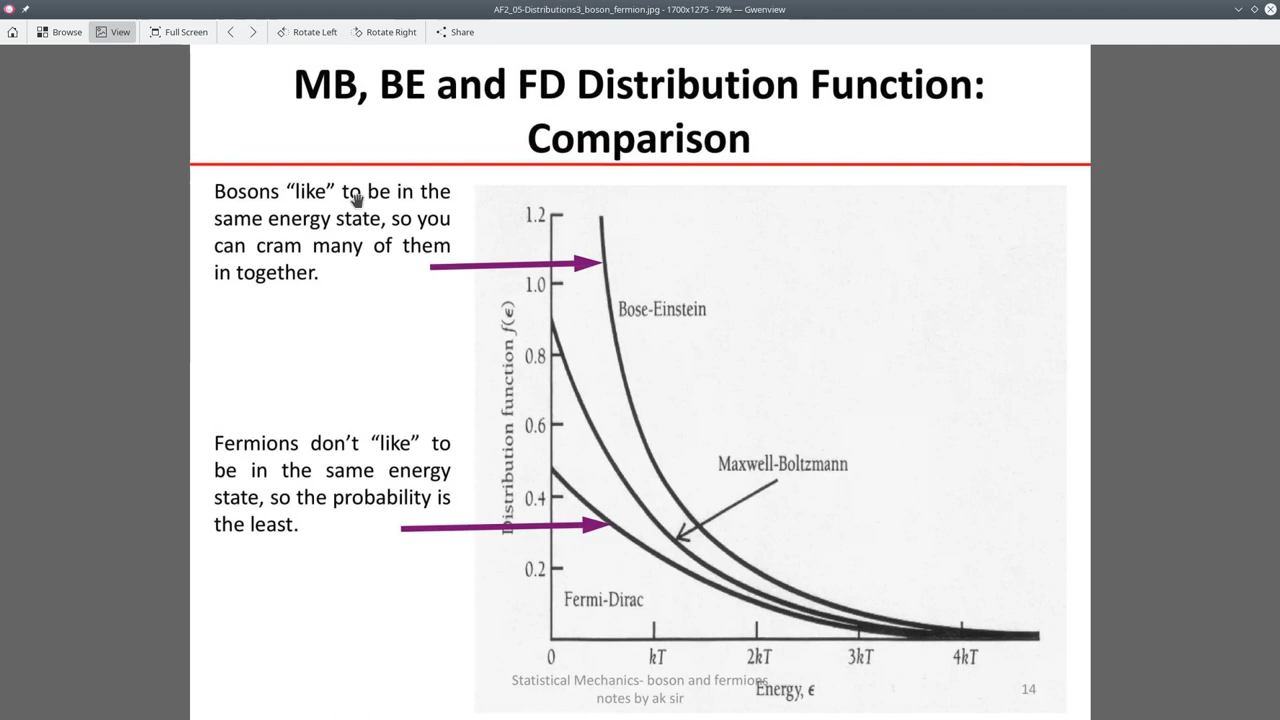 AF2_05-Distributions3_boson_fermion.jpg - 1700x1275 - 79% — Gwenview
Browse View Full Screen Rotate Left Rotate Right Share
MB, BE and FD Distribution Function:
Comparison
Bosons “like” to be in the
same energy state, so you
can cram many of them
in together.
Fermions don’t “like” to
be in the same energy
state, so the probability is
the least.
Distribution function f(ϵ)
1.2
1.0
0.8
0.6
0.4
0.2
Bose-Einstein
Maxwell-Boltzmann
Fermi-Dirac
0 kT 2kT 3kT 4kT
Energy, ϵ
Statistical Mechanics- boson and fermions
notes by ak sir
14